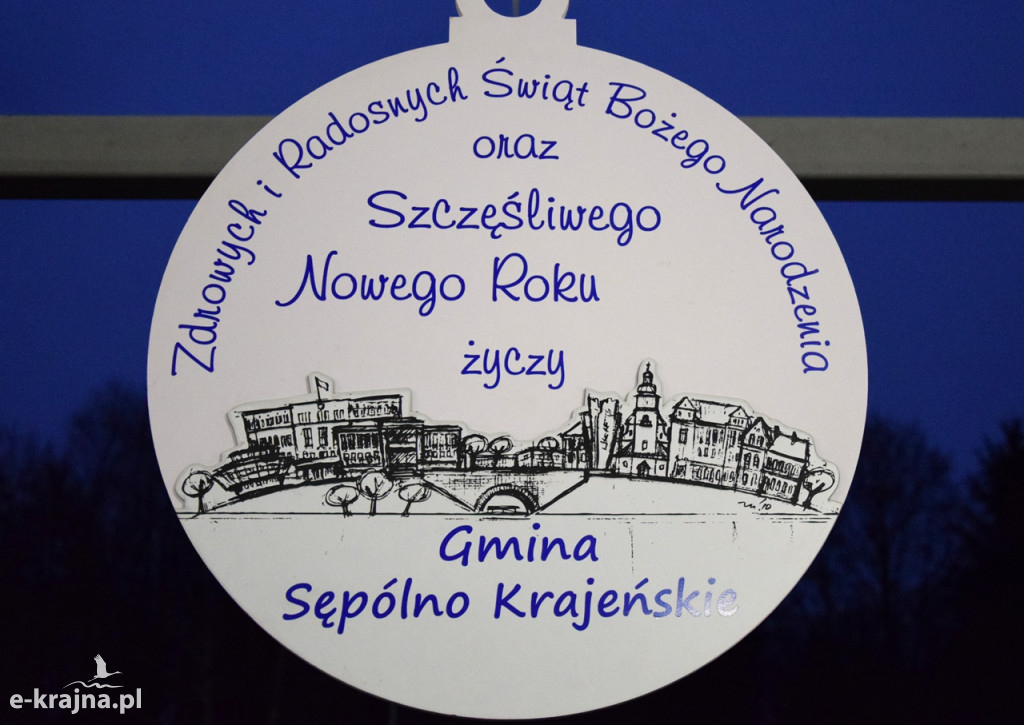 Zdrowych i Radosnych Świąt Bożego Narodzenia
oraz
Szczęśliwego
Nowego Roku
życzy
Gmina
Sępólno Krajeńskie
e-krajna.pl